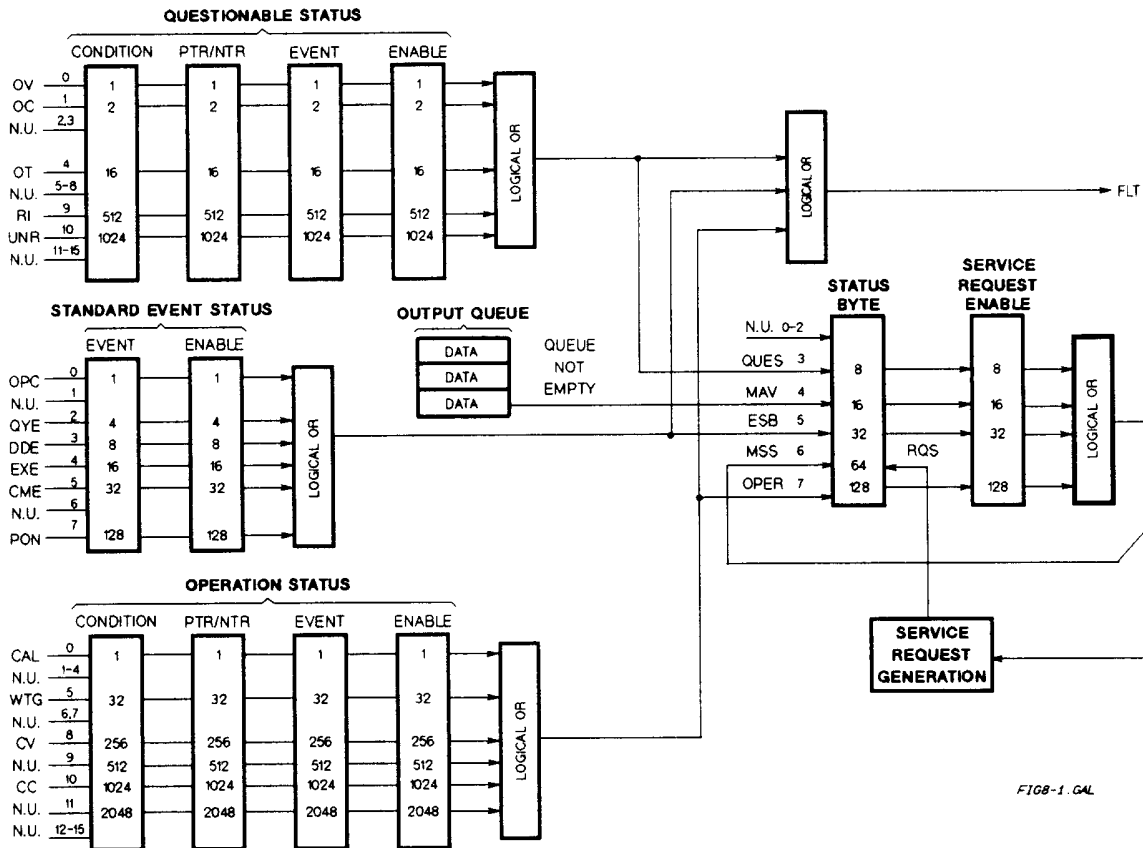 QUESTIONABLE STATUS
CONDITION PTR/NTR EVENT ENABLE
OV 0 1 1 1 1
OC 1 2 2 2 2
N.U. 2,3
OT 4 16 16 16 16
N.U. 5-8
RI 9 512 512 512 512
UNR 10 1024 1024 1024 1024
N.U. 11-15
LOGICAL OR
LOGICAL OR
FLT
STANDARD EVENT STATUS
EVENT ENABLE
OPC 0 1 1
N.U. 1
QYE 2 4 4
DDE 3 8 8
EXE 4 16 16
CME 5 32 32
N.U. 6
PON 7 128 128
LOGICAL OR
OUTPUT QUEUE
DATA
DATA
DATA
QUEUE
NOT
EMPTY
STATUS
BYTE
SERVICE
REQUEST
ENABLE
N.U. 0-2
QUES 3 8 8
MAV 4 16 16
ESB 5 32 32
MSS 6 64 RQS
OPER 7 128 128
LOGICAL OR
SERVICE
REQUEST
GENERATION
OPERATION STATUS
CONDITION PTR/NTR EVENT ENABLE
CAL 0 1 1 1 1
N.U. 1-4
WTG 5 32 32 32 32
N.U. 6,7
CV 8 256 256 256 256
N.U. 9 512 512 512 512
CC 10 1024 1024 1024 1024
N.U. 11 2048 2048 2048 2048
N.U. 12-15
LOGICAL OR
FIG8-1.GAL